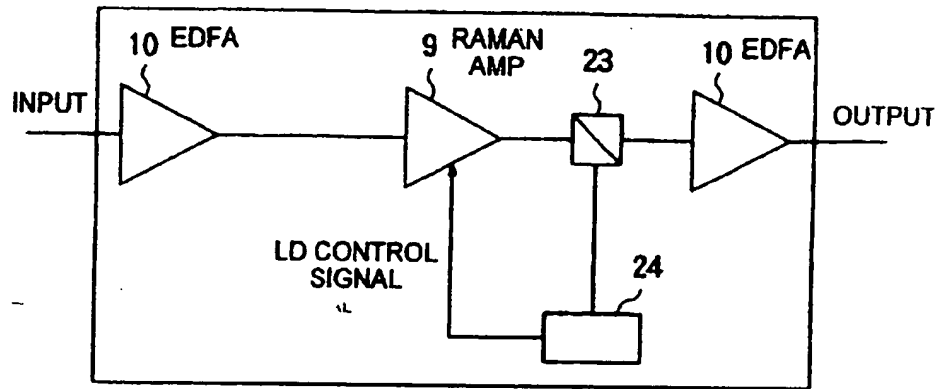 10 EDFA
9 RAMAN
AMP
23
10 EDFA
INPUT
OUTPUT
LD CONTROL
SIGNAL
24